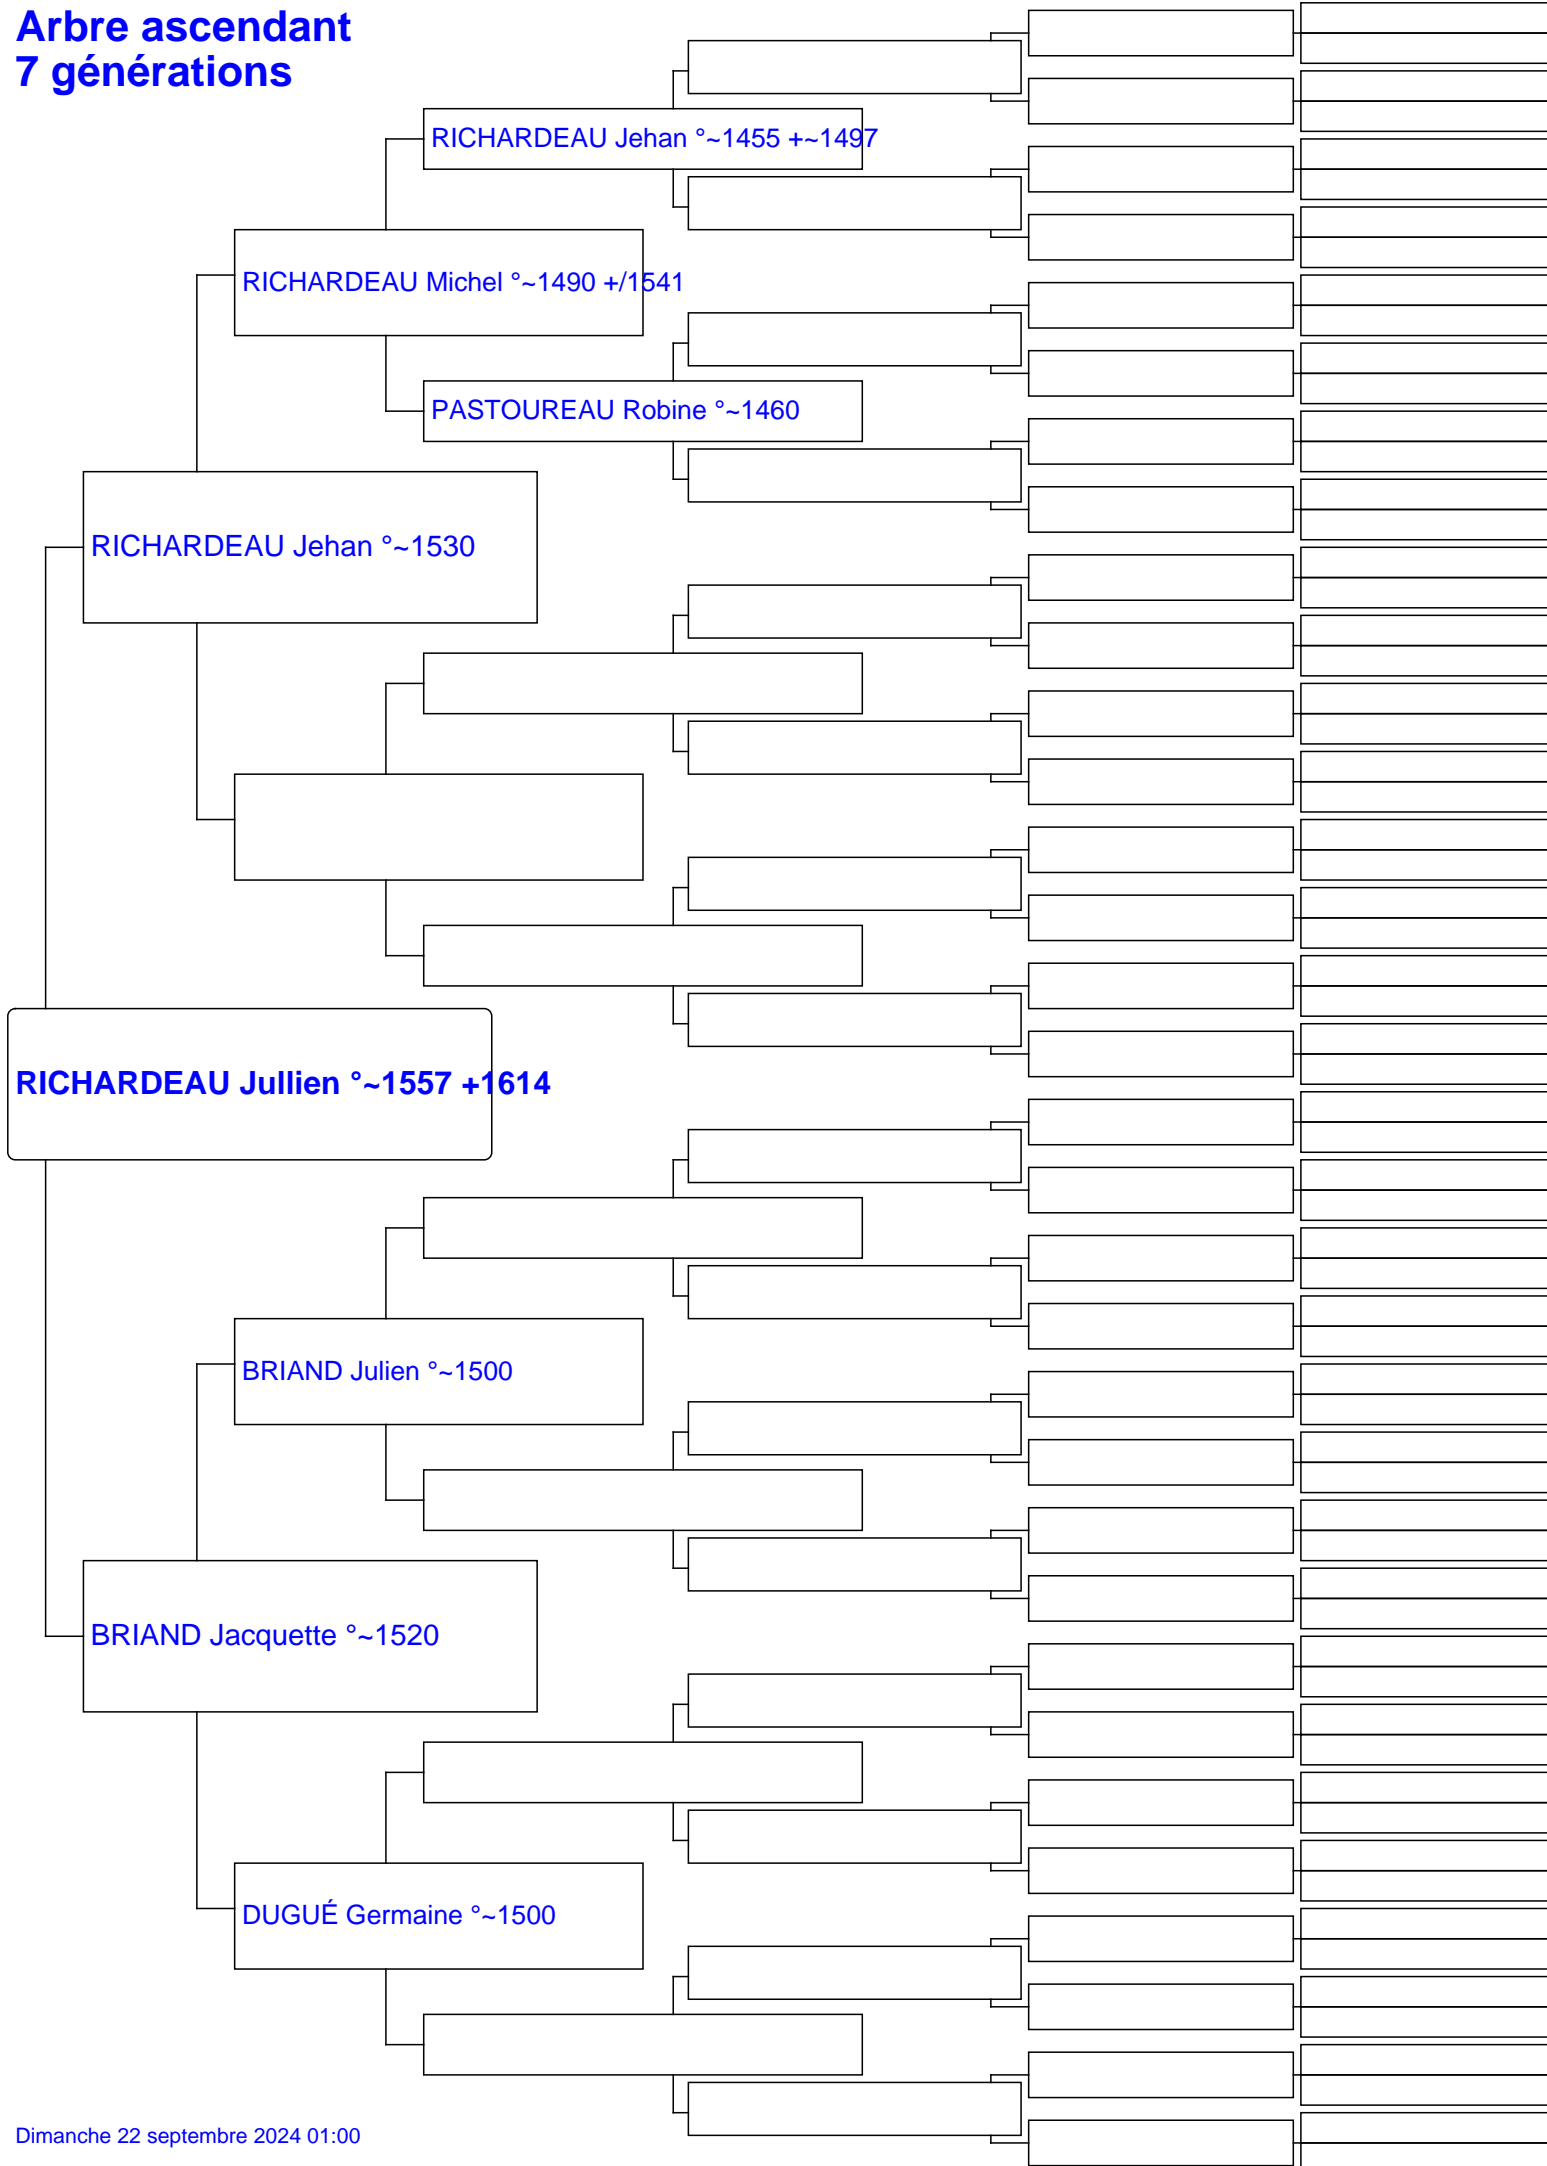 Arbre ascendant
7 générations
RICHARDEAU Jehan °~1455 +~1497
RICHARDEAU Michel °~1490 +/1541
PASTOUREAU Robine °~1460
RICHARDEAU Jehan °~1530
RICHARDEAU Jullien °~1557 +1614
BRIAND Julien °~1500
BRIAND Jacquette °~1520
DUGUÉ Germaine °~1500
Dimanche 22 septembre 2024 01:00